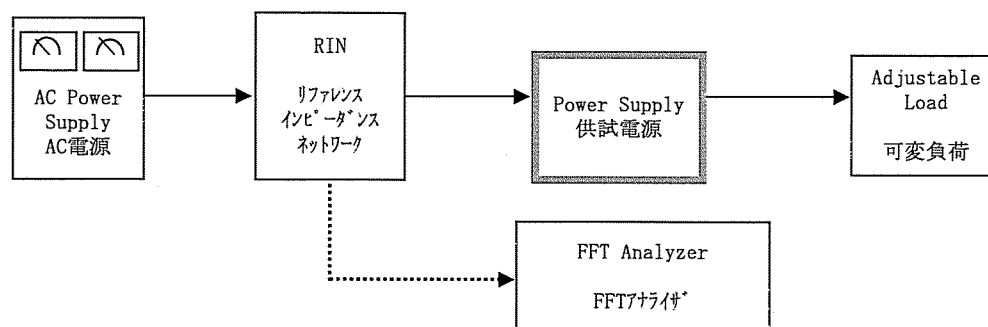 AC Power
Supply
AC電源
RIN
リファレンス
インピーダンス
ネットワーク
Power Supply
供試電源
Adjustable
Load
可変負荷
FFT Analyzer
FFTアナライザ